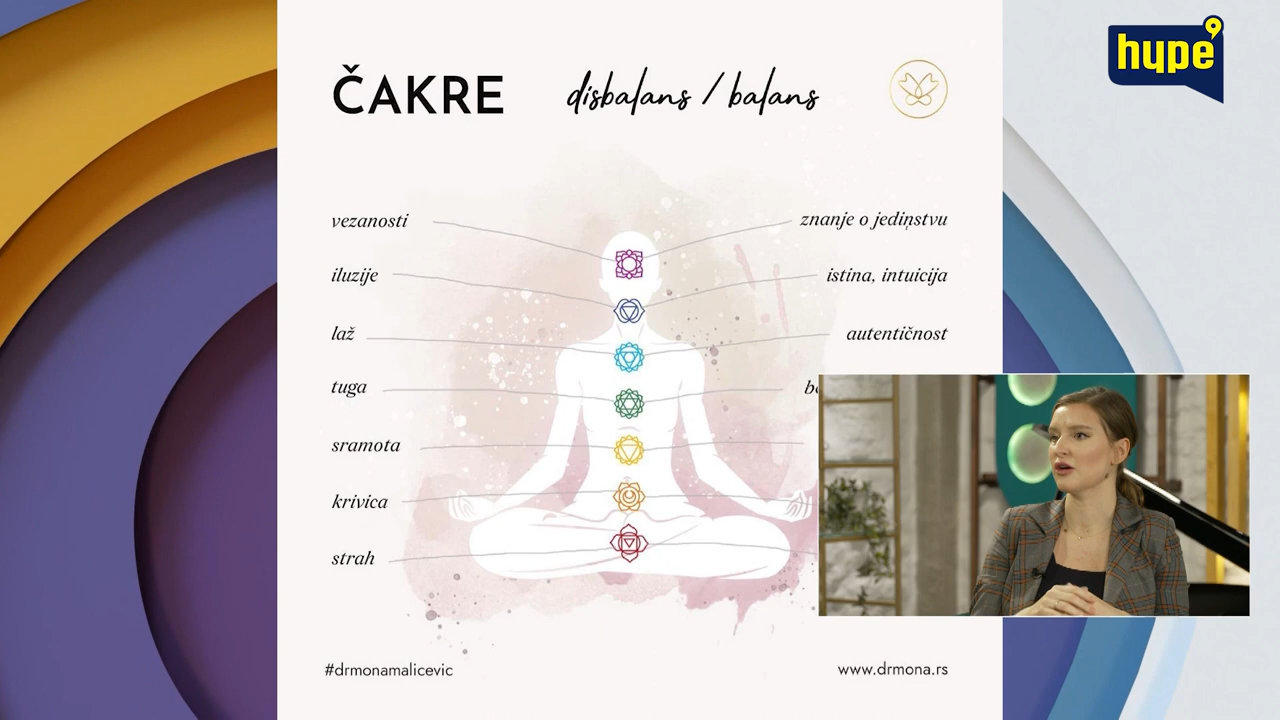 hype
ČAKRE disbalans / balans
vezanosti znanje o jedinstvu
iluzije istina, intuicija
laž autentičnost
tuga
sramota
krivica
strah
#drmonamalicevic www.drmona.rs